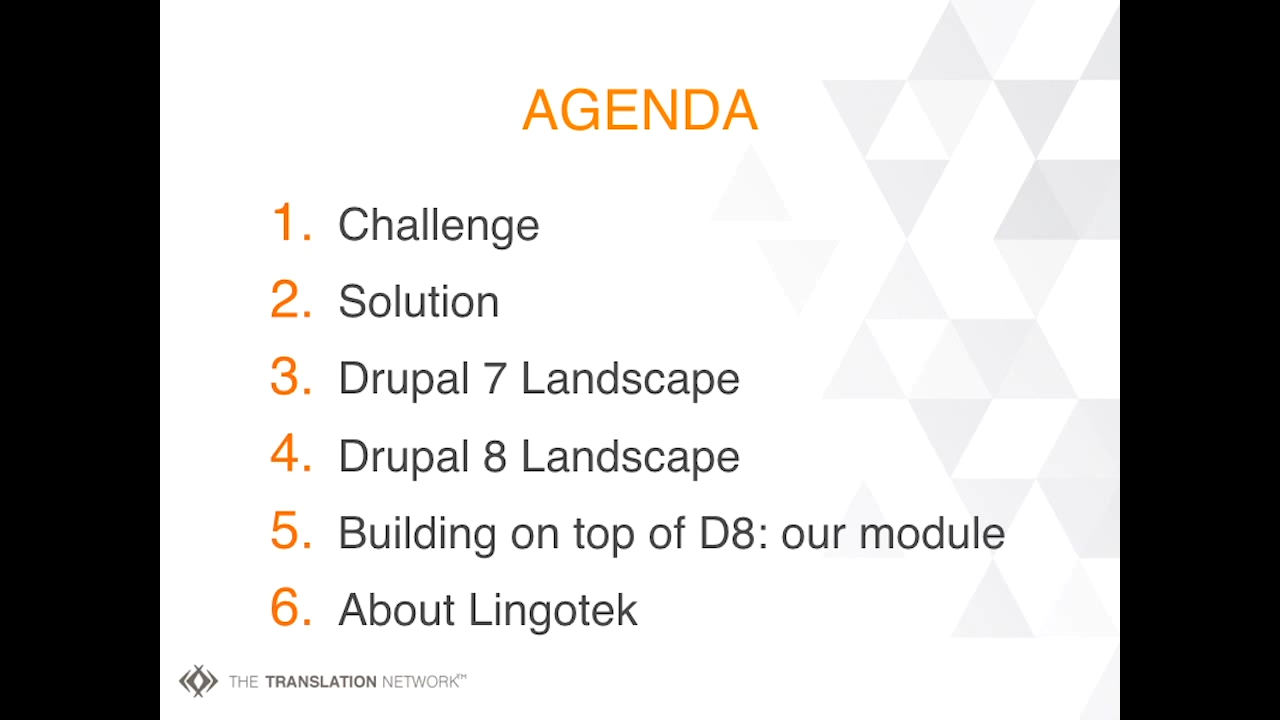 AGENDA
1. Challenge
2. Solution
3. Drupal 7 Landscape
4. Drupal 8 Landscape
5. Building on top of D8: our module
6. About Lingotek
THE TRANSLATION NETWORK™